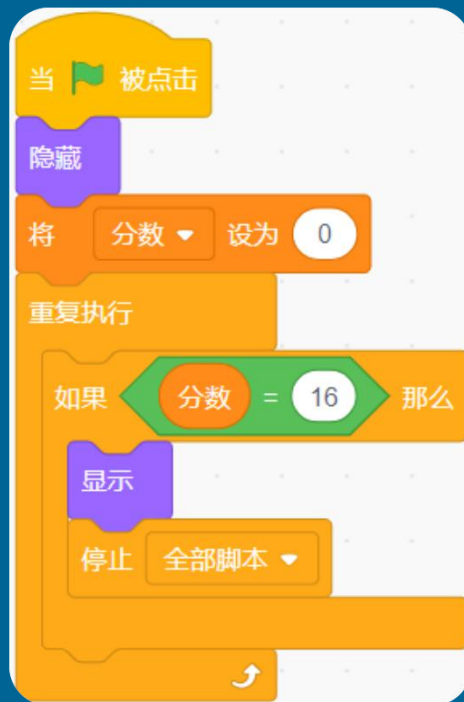 当 被点击
隐藏
将 分数 设为 0
重复执行
如果 分数 = 16 那么
显示
停止 全部脚本